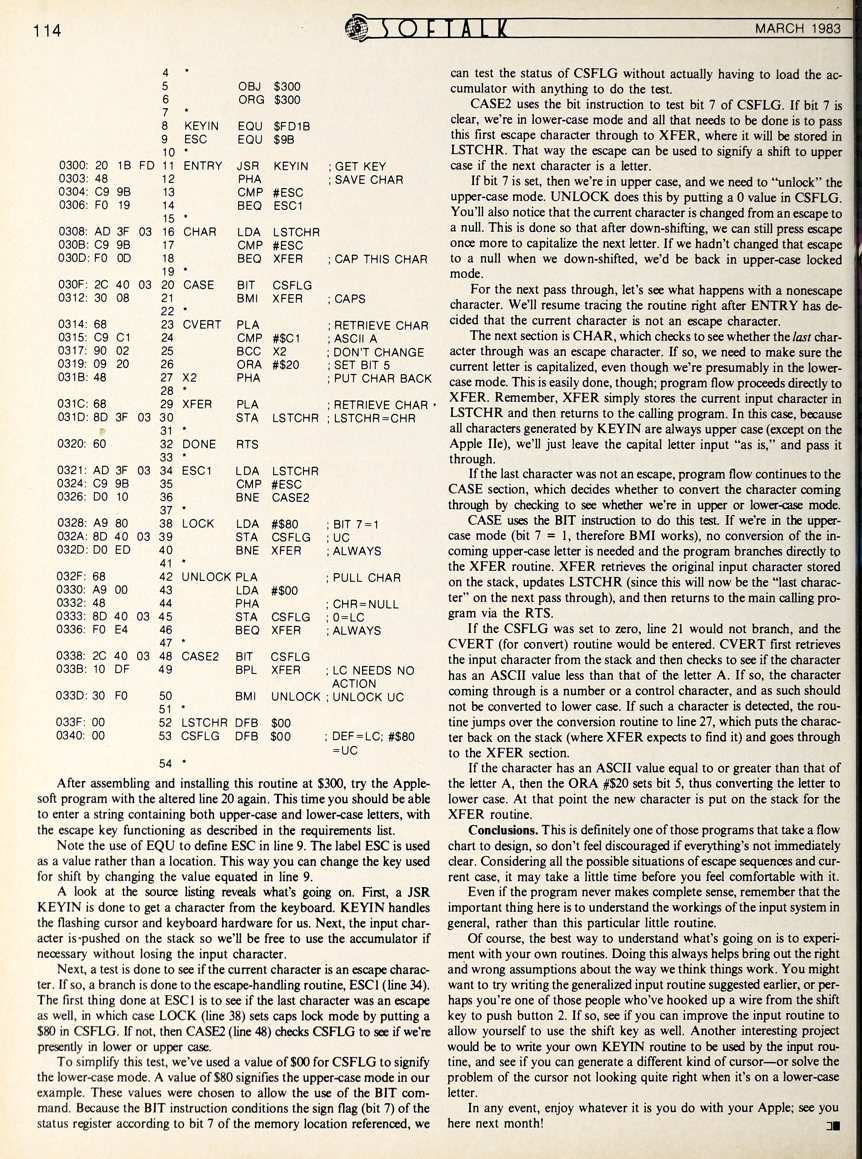 114
SOFTALK
MARCH 1983
4 *
5 OBJ $300
6 ORG $300
7 *
8 KEYIN EQU $FD1B
9 ESC EQU $9B
10 *
0300: 20 1B FD 11 ENTRY JSR KEYIN ; GET KEY
0303: 48 12 PHA ; SAVE CHAR
0304: C9 9B 13 CMP #ESC
0306: F0 19 14 BEQ ESC1
15 *
0308: AD 3F 03 16 CHAR LDA LSTCHR
030B: C9 9B 17 CMP #ESC
030D: F0 0D 18 BEQ XFER ; CAP THIS CHAR
19 *
030F: 2C 40 03 20 CASE BIT CSFLG
0312: 30 08 21 BMI XFER ; CAPS
22 *
0314: 68 23 CVERT PLA ; RETRIEVE CHAR
0315: C9 C1 24 CMP #$C1 ; ASCII A
0317: 90 02 25 BCC X2 ; DON'T CHANGE
0319: 09 20 26 ORA #$20 ; SET BIT 5
031B: 48 27 X2 PHA ; PUT CHAR BACK
28 *
031C: 68 29 XFER PLA ; RETRIEVE CHAR
031D: 8D 3F 03 30 STA LSTCHR ; LSTCHR=CHR
31 *
0320: 60 32 DONE RTS
33 *
0321: AD 3F 03 34 ESC1 LDA LSTCHR
0324: C9 9B 35 CMP #ESC
0326: D0 10 36 BNE CASE2
37 *
0328: A9 80 38 LOCK LDA #$80 ; BIT 7=1
032A: 8D 40 03 39 STA CSFLG ; UC
032D: D0 ED 40 BNE XFER ; ALWAYS
41 *
032F: 68 42 UNLOCK PLA ; PULL CHAR
0330: A9 00 43 LDA #$00
0332: 48 44 PHA ; CHR=NULL
0333: 8D 40 03 45 STA CSFLG ; 0=LC
0336: F0 E4 46 BEQ XFER ; ALWAYS
47 *
0338: 2C 40 03 48 CASE2 BIT CSFLG
033B: 10 DF 49 BPL XFER ; LC NEEDS NO
ACTION
033D: 30 F0 50 BMI UNLOCK ; UNLOCK UC
51 *
033F: 00 52 LSTCHR DFB $00
0340: 00 53 CSFLG DFB $00 ; DEF=LC; #$80
=UC
54 *
After assembling and installing this routine at $300, try the Apple-
soft program with the altered line 20 again. This time you should be able
to enter a string containing both upper-case and lower-case letters, with
the escape key functioning as described in the requirements list.
Note the use of EQU to define ESC in line 9. The label ESC is used
as a value rather than a location. This way you can change the key used
for shift by changing the value equated in line 9.
A look at the source listing reveals what's going on. First, a JSR
KEYIN is done to get a character from the keyboard. KEYIN handles
the flashing cursor and keyboard hardware for us. Next, the input char-
acter is pushed on the stack so we'll be free to use the accumulator if
necessary without losing the input character.
Next, a test is done to see if the current character is an escape charac-
ter. If so, a branch is done to the escape-handling routine, ESC1 (line 34).
The first thing done at ESC1 is to see if the last character was an escape
as well, in which case LOCK (line 38) sets caps lock mode by putting a
$80 in CSFLG. If not, then CASE2 (line 48) checks CSFLG to see if we're
presently in lower or upper case.
To simplify this test, we've used a value of $00 for CSFLG to signify
the lower-case mode. A value of $80 signifies the upper-case mode in our
example. These values were chosen to allow the use of the BIT com-
mand. Because the BIT instruction conditions the sign flag (bit 7) of the
status register according to bit 7 of the memory location referenced, we
can test the status of CSFLG without actually having to load the ac-
cumulator with anything to do the test.
CASE2 uses the bit instruction to test bit 7 of CSFLG. If bit 7 is
clear, we're in lower-case mode and all that needs to be done is to pass
this first escape character through to XFER, where it will be stored in
LSTCHR. That way the escape can be used to signify a shift to upper
case if the next character is a letter.
If bit 7 is set, then we're in upper case, and we need to "unlock" the
upper-case mode. UNLOCK does this by putting a 0 value in CSFLG.
You'll also notice that the current character is changed from an escape to
a null. This is done so that after down-shifting, we can still press escape
once more to capitalize the next letter. If we hadn't changed that escape
to a null when we down-shifted, we'd be back in upper-case locked
mode.
For the next pass through, let's see what happens with a nonescape
character. We'll resume tracing the routine right after ENTRY has de-
cided that the current character is not an escape character.
The next section is CHAR, which checks to see whether the last char-
acter through was an escape character. If so, we need to make sure the
current letter is capitalized, even though we're presumably in the lower-
case mode. This is easily done, though; program flow proceeds directly to
XFER. Remember, XFER simply stores the current input character in
LSTCHR and then returns to the calling program. In this case, because
all characters generated by KEYIN are always upper case (except on the
Apple IIe), we'll just leave the capital letter input "as is," and pass it
through.
If the last character was not an escape, program flow continues to the
CASE section, which decides whether to convert the character coming
through by checking to see whether we're in upper or lower-case mode.
CASE uses the BIT instruction to do this test. If we're in the upper-
case mode (bit 7 = 1, therefore BMI works), no conversion of the in-
coming upper-case letter is needed and the program branches directly to
the XFER routine. XFER retrieves the original input character stored
on the stack, updates LSTCHR (since this will now be the "last charac-
ter" on the next pass through), and then returns to the main calling pro-
gram via the RTS.
If the CSFLG was set to zero, line 21 would not branch, and the
CVERT (for convert) routine would be entered. CVERT first retrieves
the input character from the stack and then checks to see if the character
has an ASCII value less than that of the letter A. If so, the character
coming through is a number or a control character, and as such should
not be converted to lower case. If such a character is detected, the rou-
tine jumps over the conversion routine to line 27, which puts the charac-
ter back on the stack (where XFER expects to find it) and goes through
to the XFER section.
If the character has an ASCII value equal to or greater than that of
the letter A, then the ORA #$20 sets bit 5, thus converting the letter to
lower case. At that point the new character is put on the stack for the
XFER routine.
Conclusions. This is definitely one of those programs that take a flow
chart to design, so don't feel discouraged if everything's not immediately
clear. Considering all the possible situations of escape sequences and cur-
rent case, it may take a little time before you feel comfortable with it.
Even if the program never makes complete sense, remember that the
important thing here is to understand the workings of the input system in
general, rather than this particular little routine.
Of course, the best way to understand what's going on is to experi-
ment with your own routines. Doing this always helps bring out the right
and wrong assumptions about the way we think things work. You might
want to try writing the generalized input routine suggested earlier, or per-
haps you're one of those people who've hooked up a wire from the shift
key to push button 2. If so, see if you can improve the input routine to
allow yourself to use the shift key as well. Another interesting project
would be to write your own KEYIN routine to be used by the input rou-
tine, and see if you can generate a different kind of cursor—or solve the
problem of the cursor not looking quite right when it's on a lower-case
letter.
In any event, enjoy whatever it is you do with your Apple; see you
here next month!